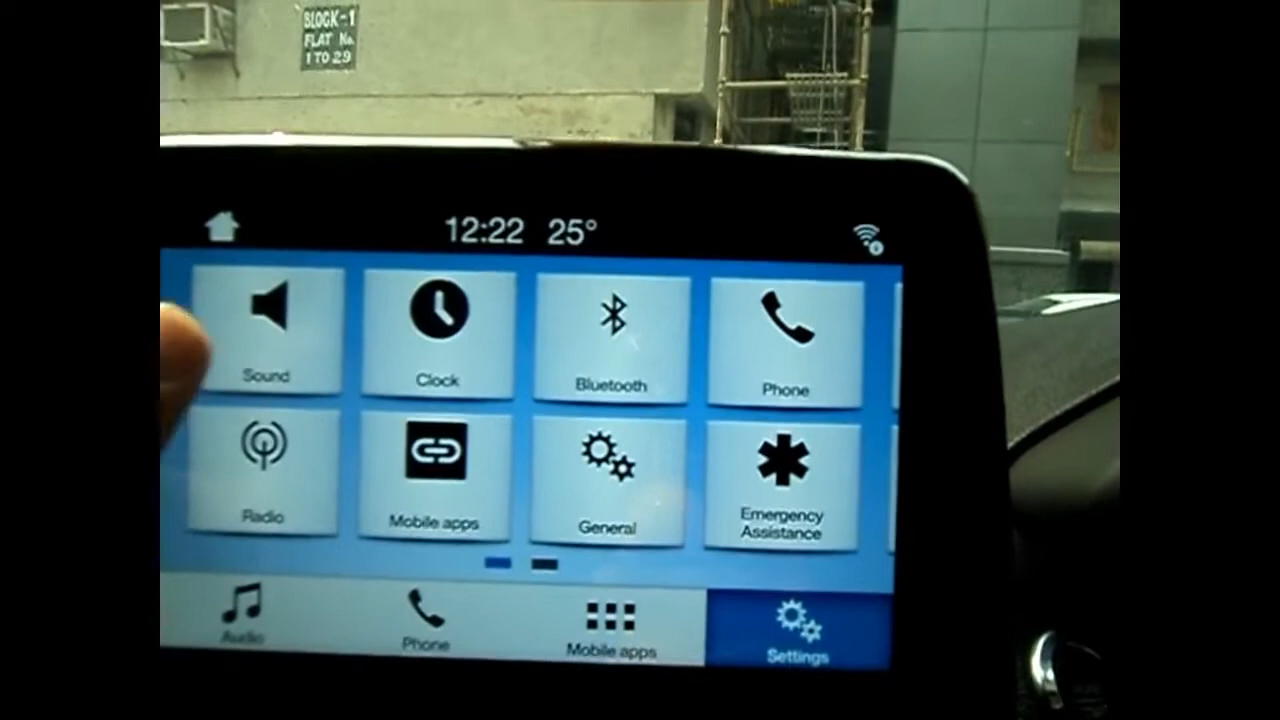 BLOCK-1
FLAT No.
1 TO 29
12:22 25°
Sound
Clock
Bluetooth
Phone
Radio
Mobile apps
General
Emergency
Assistance
Audio
Phone
Mobile apps
Settings